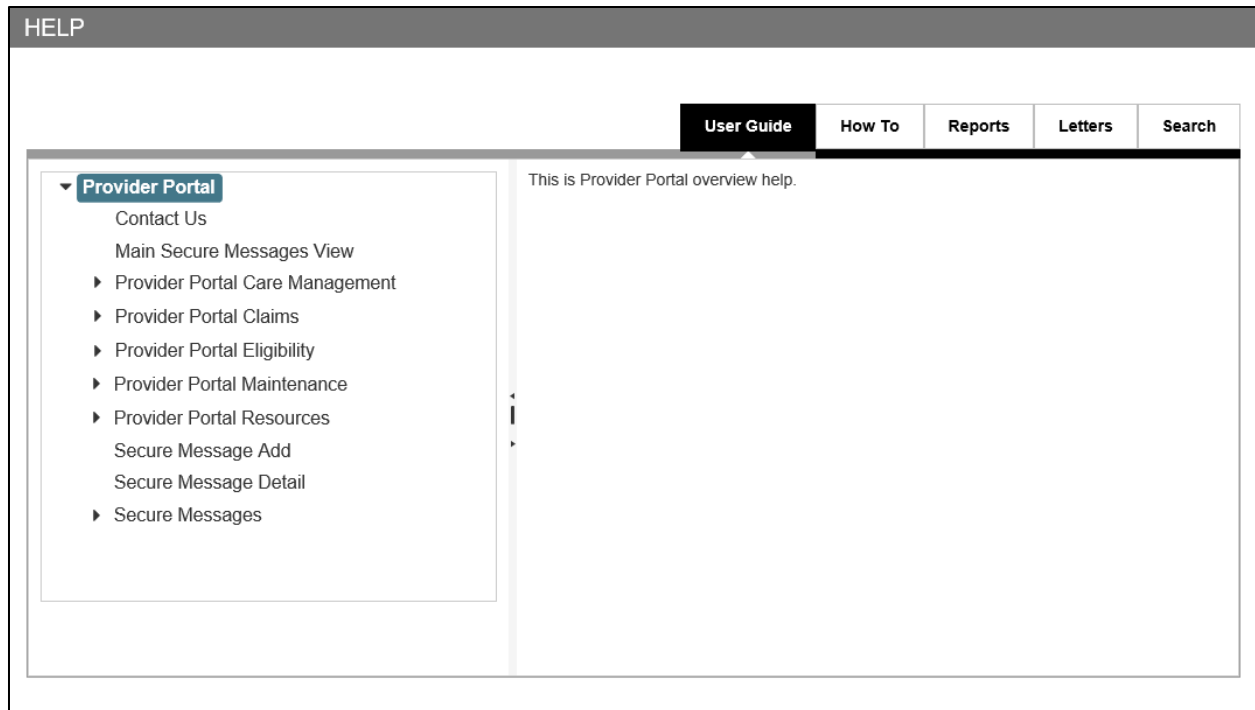 HELP
User Guide
How To
Reports
Letters
Search
Provider Portal
Contact Us
Main Secure Messages View
Provider Portal Care Management
Provider Portal Claims
Provider Portal Eligibility
Provider Portal Maintenance
Provider Portal Resources
Secure Message Add
Secure Message Detail
Secure Messages
This is Provider Portal overview help.